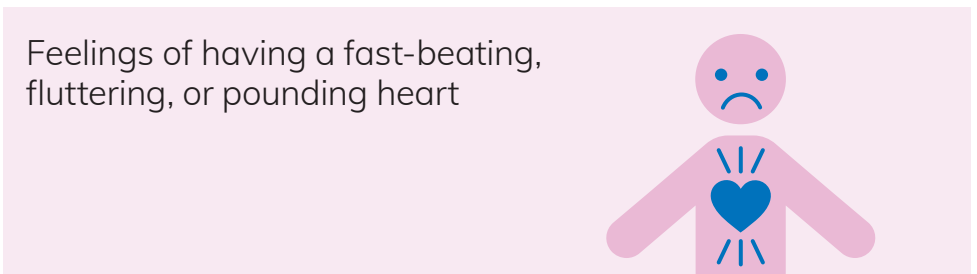 Feelings of having a fast-beating,
fluttering, or pounding heart